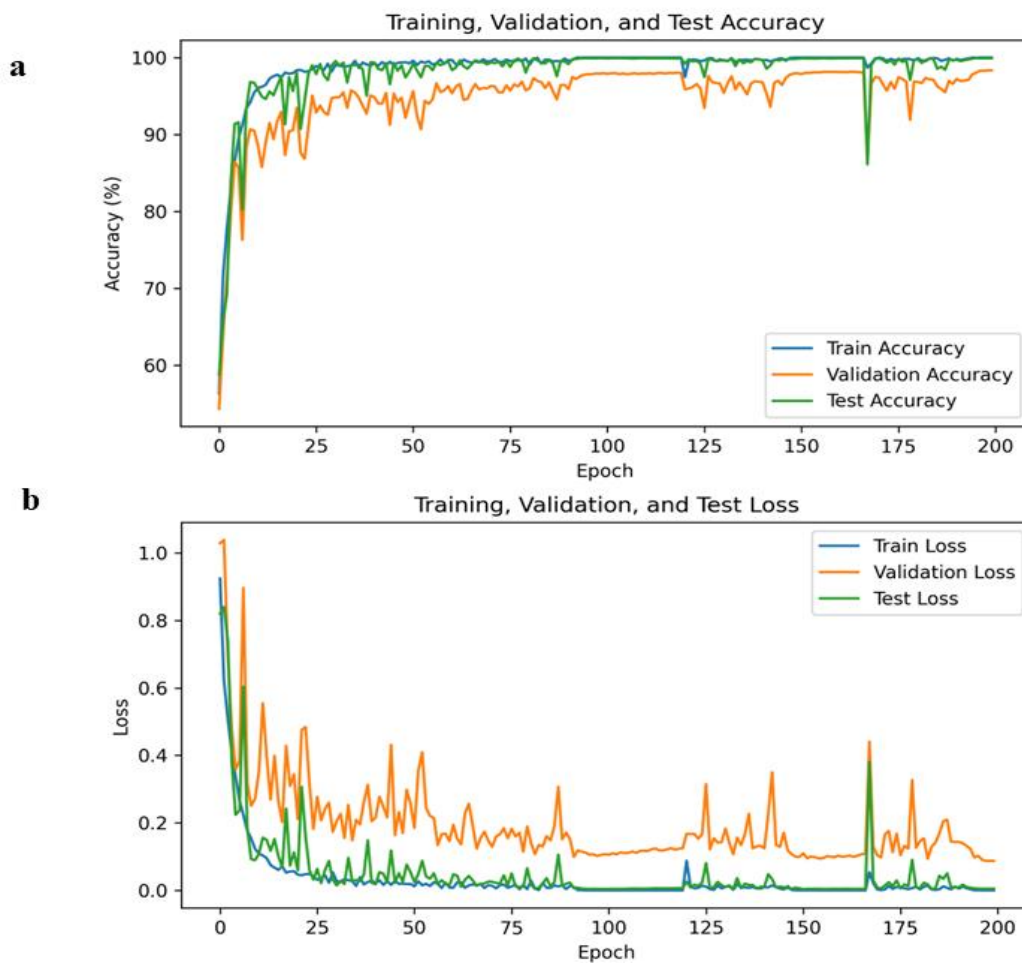 a
Training, Validation, and Test Accuracy
Accuracy (%)
100
90
80
70
60
Train Accuracy
Validation Accuracy
Test Accuracy
0 25 50 75 100 125 150 175 200
Epoch
b
Training, Validation, and Test Loss
Loss
1.0
0.8
0.6
0.4
0.2
0.0
Train Loss
Validation Loss
Test Loss
0 25 50 75 100 125 150 175 200
Epoch